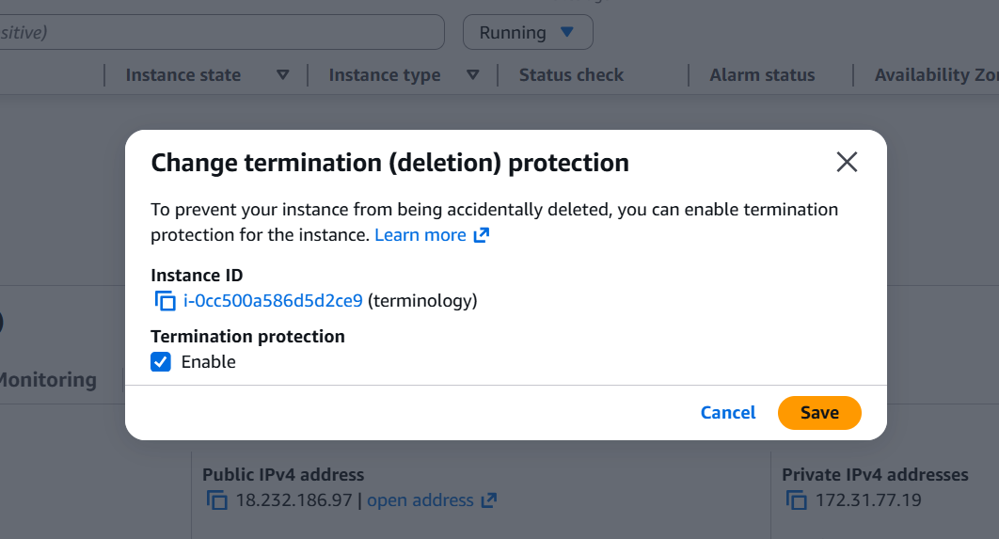 sitive)
Running
Instance state
Instance type
Status check
Alarm status
Availability Zo
Change termination (deletion) protection
To prevent your instance from being accidentally deleted, you can enable termination
protection for the instance. Learn more
Instance ID
i-0cc500a586d5d2ce9 (terminology)
Termination protection
Enable
Monitoring
Cancel
Save
Public IPv4 address
18.232.186.97 | open address
Private IPv4 addresses
172.31.77.19